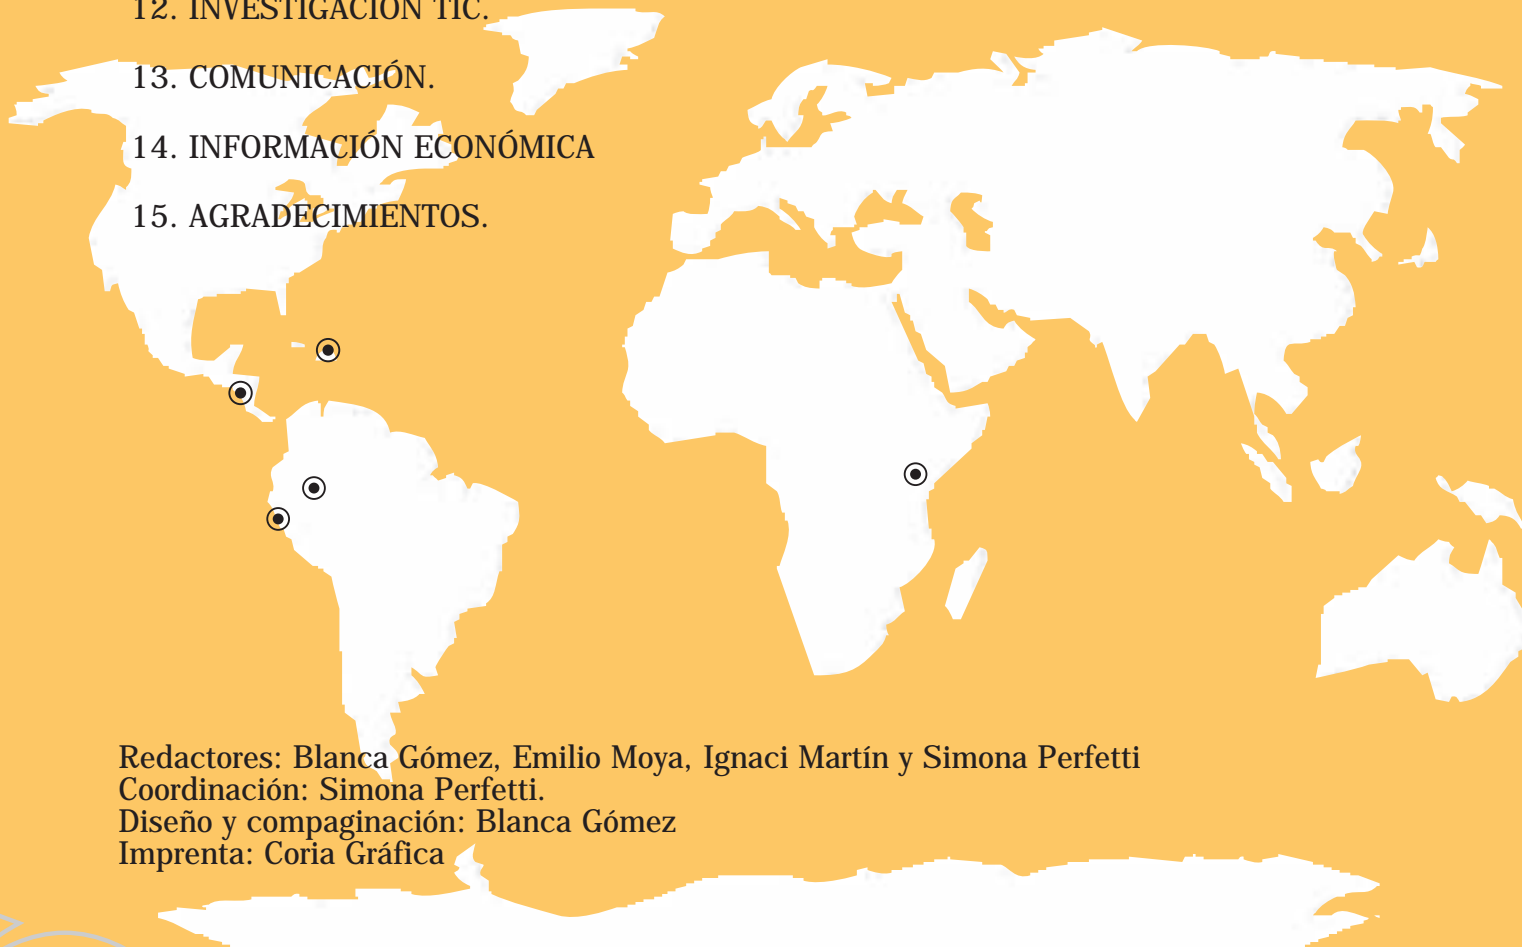 12. INVESTIGACIÓN TIC.
13. COMUNICACIÓN.
14. INFORMACIÓN ECONÓMICA
15. AGRADECIMIENTOS.
Redactores: Blanca Gómez, Emilio Moya, Ignaci Martín y Simona Perfetti
Coordinación: Simona Perfetti.
Diseño y compaginación: Blanca Gómez
Imprenta: Coria Gráfica